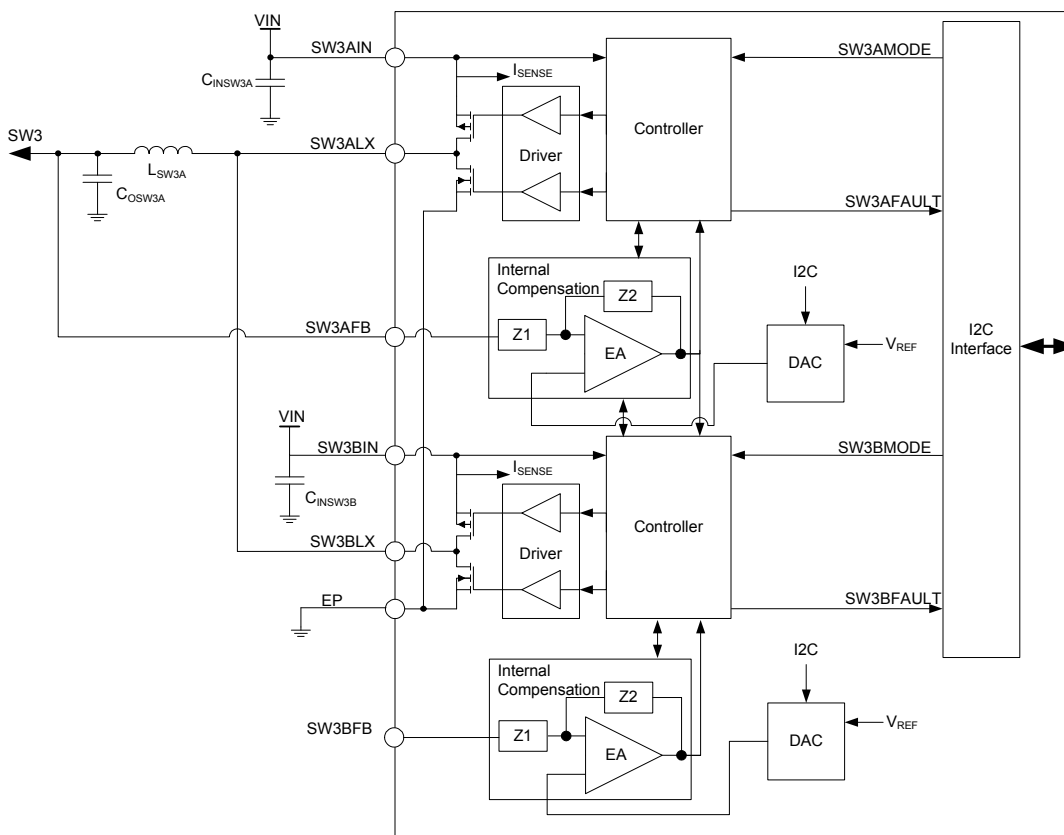 VIN
SW3AIN
CINSW3A
ISENSE
SW3AMODE
Controller
SW3
SW3ALX
LSW3A
COSW3A
Driver
SW3AFAULT
Internal
Compensation
Z2
I2C
SW3AFB
Z1
EA
DAC
VREF
I2C
Interface
VIN
SW3BIN
CINSW3B
ISENSE
SW3BMODE
Controller
SW3BLX
Driver
EP
SW3BFAULT
Internal
Compensation
Z2
I2C
SW3BFB
Z1
EA
DAC
VREF